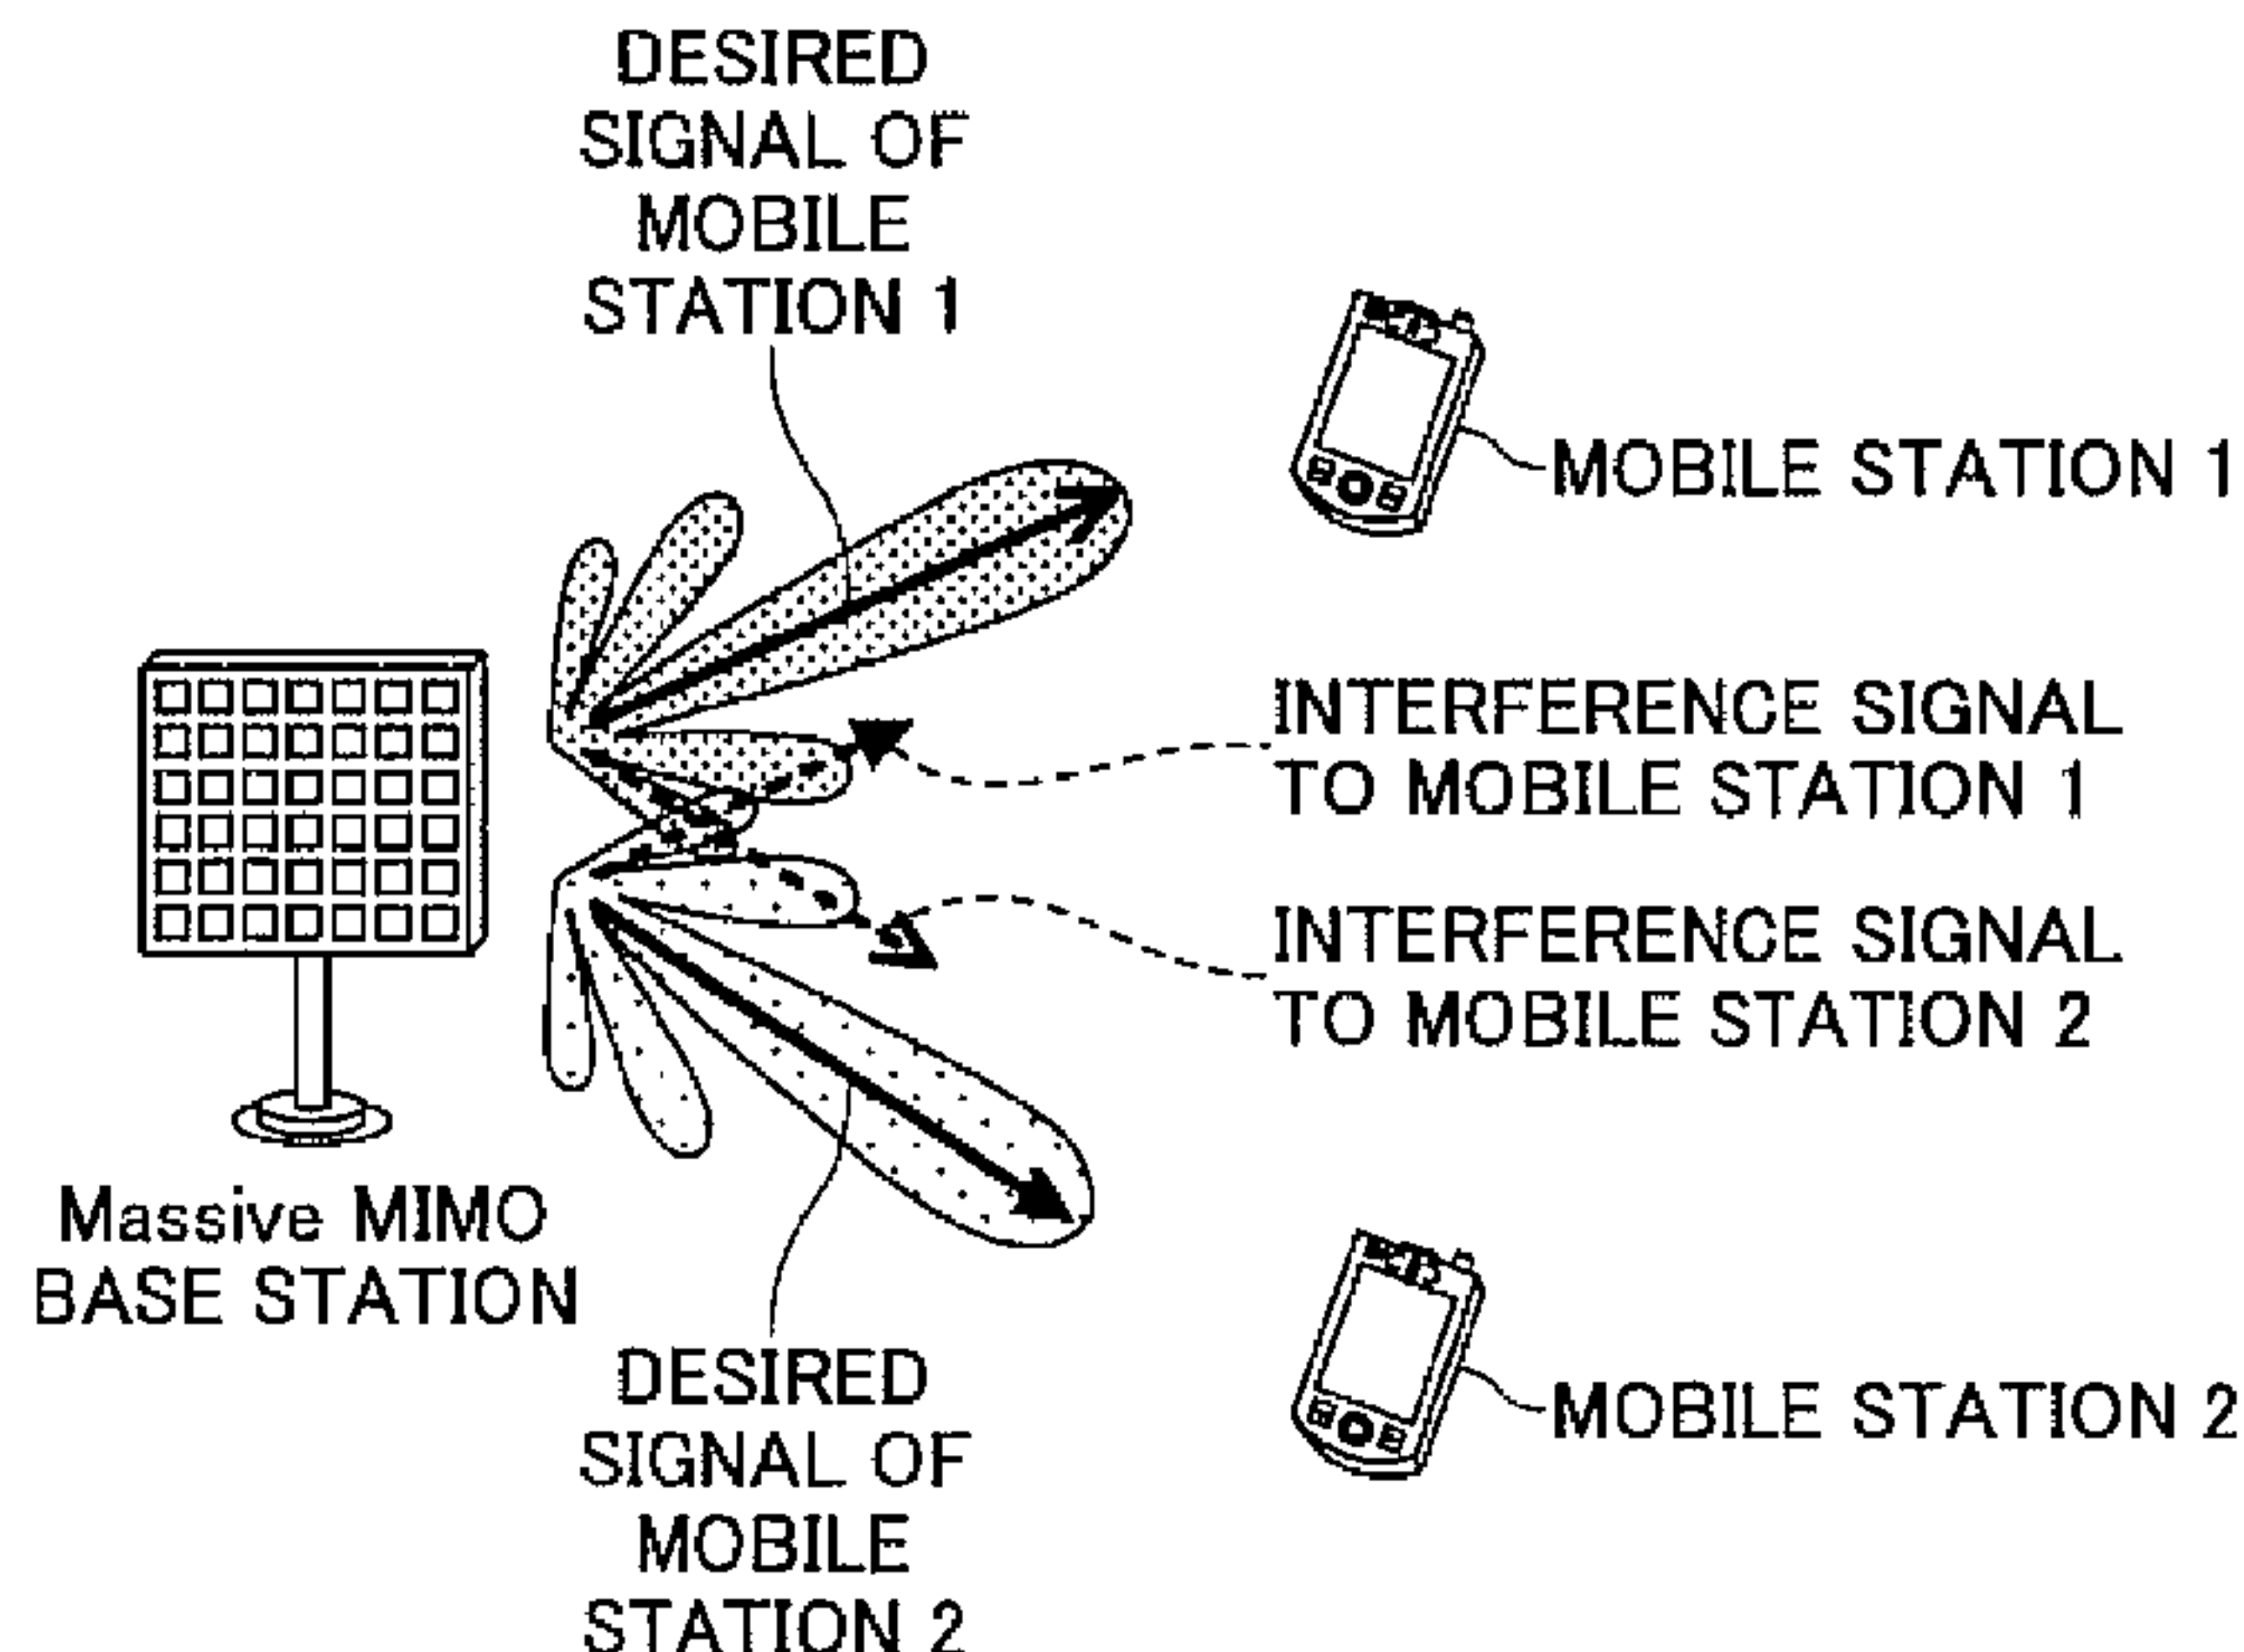 DESIRED
SIGNAL OF
MOBILE
STATION 1
MOBILE STATION 1
INTERFERENCE SIGNAL
TO MOBILE STATION 1
INTERFERENCE SIGNAL
TO MOBILE STATION 2
Massive MIMO
BASE STATION
DESIRED
SIGNAL OF
MOBILE
STATION 2
MOBILE STATION 2